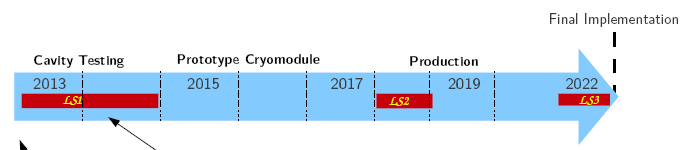 Final Implementation
Cavity Testing Prototype Cryomodule Production
2013 2015 2017 2019 2022
LS1 LS2 LS3